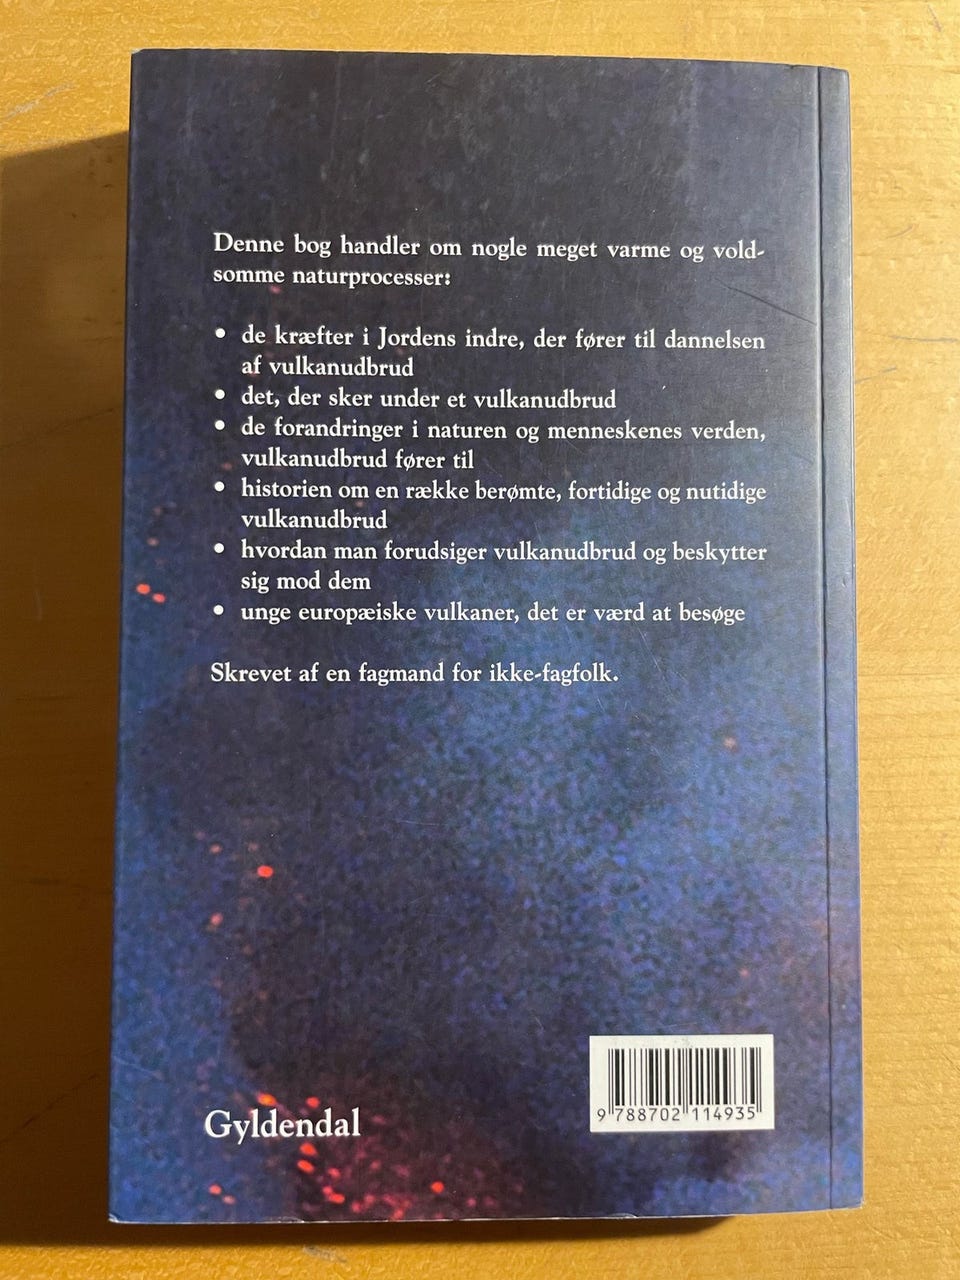 Denne bog handler om nogle meget varme og vold-
somme naturprocesser:
• de kræfter i Jordens indre, der fører til dannelsen
af vulkanudbrud
• det, der sker under et vulkanudbrud
• de forandringer i naturen og menneskenes verden,
vulkanudbrud fører til
• historien om en række berømte, fortidige og nutidige
vulkanudbrud
• hvordan man forudsiger vulkanudbrud og beskytter
sig mod dem
• unge europæiske vulkaner, det er værd at besøge
Skrevet af en fagmand for ikke-fagfolk.
Gyldendal
9 788702 114935